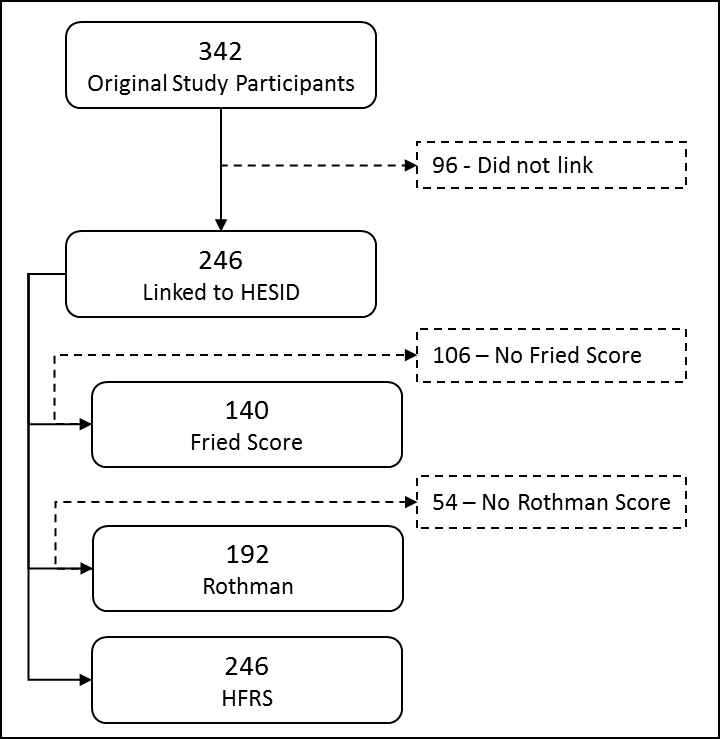 342
Original Study Participants
96 - Did not link
246
Linked to HESID
106 – No Fried Score
140
Fried Score
54 – No Rothman Score
192
Rothman
246
HFRS